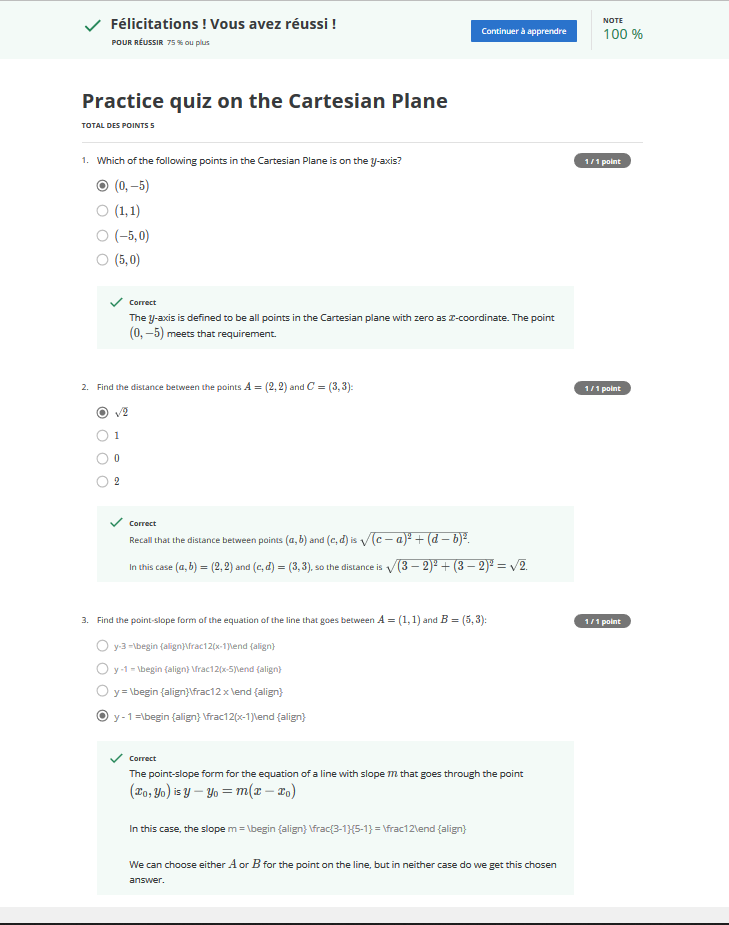 Félicitations ! Vous avez réussi !
POUR RÉUSSIR 75 % ou plus
Continuer à apprendre
NOTE
100 %
Practice quiz on the Cartesian Plane
TOTAL DES POINTS 5
1. Which of the following points in the Cartesian Plane is on the y-axis?
1 / 1 point
(0, −5)
(1, 1)
(−5, 0)
(5, 0)
Correct
The y-axis is defined to be all points in the Cartesian plane with zero as x-coordinate. The point
(0, −5) meets that requirement.
2. Find the distance between the points A = (2, 2) and C = (3, 3):
1 / 1 point
√2
1
0
2
Correct
Recall that the distance between points (a, b) and (c, d) is √(c − a)² + (d − b)².
In this case (a, b) = (2, 2) and (c, d) = (3, 3), so the distance is √(3 − 2)² + (3 − 2)² = √2.
3. Find the point-slope form of the equation of the line that goes between A = (1, 1) and B = (5, 3):
1 / 1 point
y-3 =\begin {align}\frac12(x-1)\end {align}
y -1 = \begin {align} \frac12(x-5)\end {align}
y = \begin {align}\frac12 x \end {align}
y - 1 =\begin {align} \frac12(x-1)\end {align}
Correct
The point-slope form for the equation of a line with slope m that goes through the point
(x₀, y₀) is y − y₀ = m(x − x₀)
In this case, the slope m = \begin {align} \frac{3-1}{5-1} = \frac12\end {align}
We can choose either A or B for the point on the line, but in neither case do we get this chosen
answer.